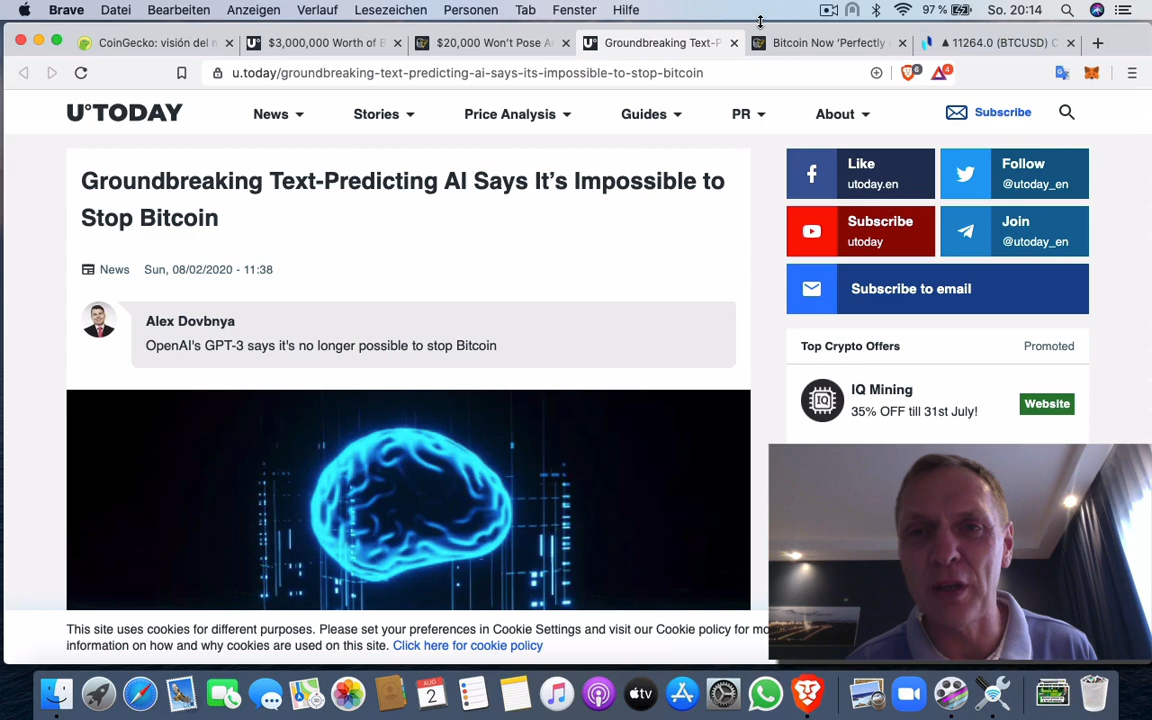 Brave Datei Bearbeiten Anzeigen Verlauf Lesezeichen Personen Tab Fenster Hilfe 97 % So. 20:14
CoinGecko: visión del n $3,000,000 Worth of B $20,000 Won't Pose A Groundbreaking Text-P Bitcoin Now 'Perfectly ▲ 11264.0 (BTCUSD) C
u.today/groundbreaking-text-predicting-ai-says-its-impossible-to-stop-bitcoin 6 4
U°TODAY News Stories Price Analysis Guides PR About Subscribe
Groundbreaking Text-Predicting AI Says It's Impossible to
Stop Bitcoin
News Sun, 08/02/2020 - 11:38
Alex Dovbnya
OpenAI's GPT-3 says it's no longer possible to stop Bitcoin
Like
utoday.en
Follow
@utoday_en
Subscribe
utoday
Join
@utoday_en
Subscribe to email
Top Crypto Offers Promoted
IQ
IQ Mining
35% OFF till 31st July!
Website
This site uses cookies for different purposes. Please set your preferences in Cookie Settings and visit our Cookie policy for mo
information on how and why cookies are used on this site. Click here for cookie policy
AUG
2
tv